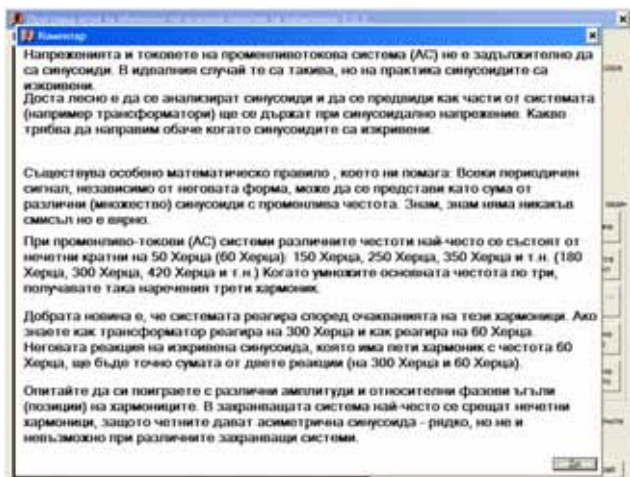 Коментар
Напреженията и токовете на променливотокова система (AC) не е задължително да
са синусоиди. В идеалния случай те са такива, но на практика синусоидите са
изкривени.
Доста лесно е да се анализират синусоиди и да се предвиди как части от системата
(например трансформатори) ще се държат при синусоидално напрежение. Какво
трябва да направим обаче когато синусоидите са изкривени.
Съществува особено математическо правило , което ни помага: Всеки периодичен
сигнал, независимо от неговата форма, може да се представи като сума от
различни (множество) синусоиди с променлива честота. Знам, знам няма никакъв
смисъл но е вярно.
При променливо-токови (AC) системи различните честоти най-често се състоят от
нечетни кратни на 50 Херца (60 Херца): 150 Херца, 250 Херца, 350 Херца и т.н. (180
Херца, 300 Херца, 420 Херца и т.н.) Когато умножите основната честота по три,
получавате така наречения трети хармоник.
Добрата новина е, че системата реагира според очакванията на тези хармоници. Ако
знаете как трансформатор реагира на 300 Херца и как реагира на 60 Херца.
Неговата реакция на изкривена синусоида, която има пети хармоник с честота 60
Херца, ще бъде точно сумата от двете реакции (на 300 Херца и 60 Херца).
Опитайте да си поиграете с различни амплитуди и относителни фазови ъгъли
(позиции) на хармониците. В захранващата система най-често се срещат нечетни
хармоници, защото четните дават асиметрична синусоида - рядко, но не и
невъзможно при различните захранващи системи.